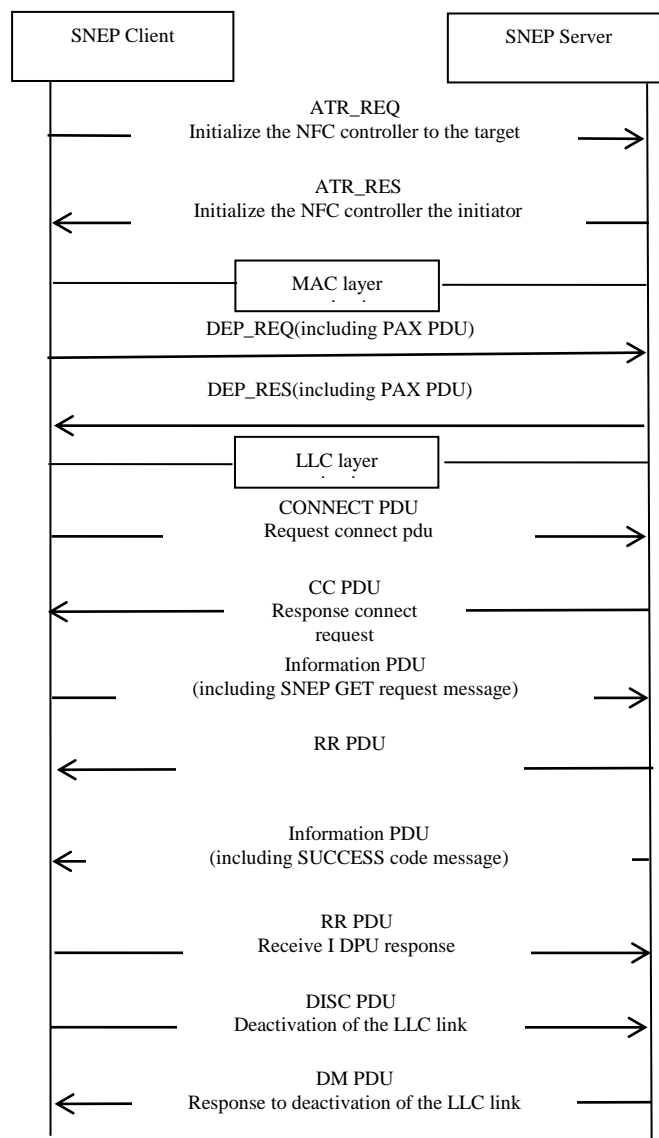 SNEP Client
SNEP Server
ATR_REQ
Initialize the NFC controller to the target
ATR_RES
Initialize the NFC controller the initiator
MAC layer
DEP_REQ(including PAX PDU)
DEP_RES(including PAX PDU)
LLC layer
CONNECT PDU
Request connect pdu
CC PDU
Response connect
request
Information PDU
(including SNEP GET request message)
RR PDU
Information PDU
(including SUCCESS code message)
RR PDU
Receive I DPU response
DISC PDU
Deactivation of the LLC link
DM PDU
Response to deactivation of the LLC link